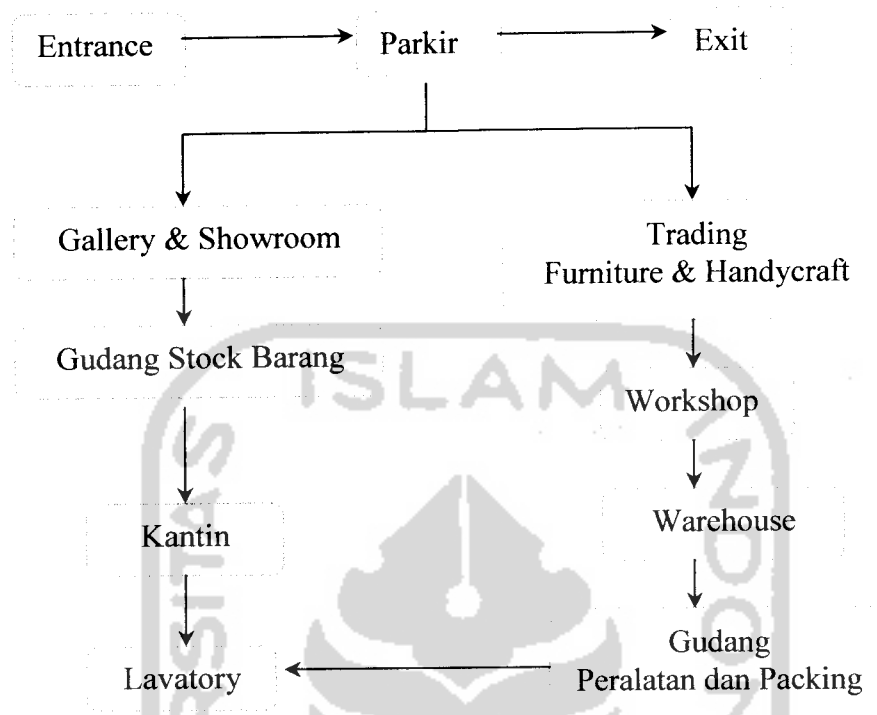 Entrance
Parkir
Exit
Gallery & Showroom
Trading
Furniture & Handycraft
Gudang Stock Barang
Workshop
Kantin
Warehouse
Lavatory
Gudang
Peralatan dan Packing
ISLAM